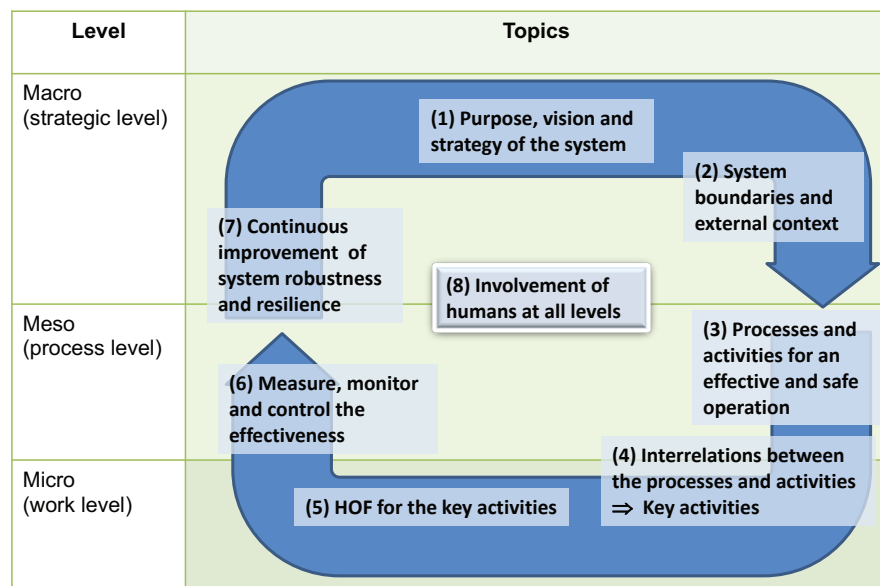 Level
Topics
Macro
(strategic level)
(1) Purpose, vision and
strategy of the system
(2) System
boundaries and
external context
(7) Continuous
improvement of
system robustness
and resilience
(8) Involvement of
humans at all levels
Meso
(process level)
(3) Processes and
activities for an
effective and safe
operation
(6) Measure, monitor
and control the
effectiveness
Micro
(work level)
(4) Interrelations between
the processes and activities
⇒ Key activities
(5) HOF for the key activities